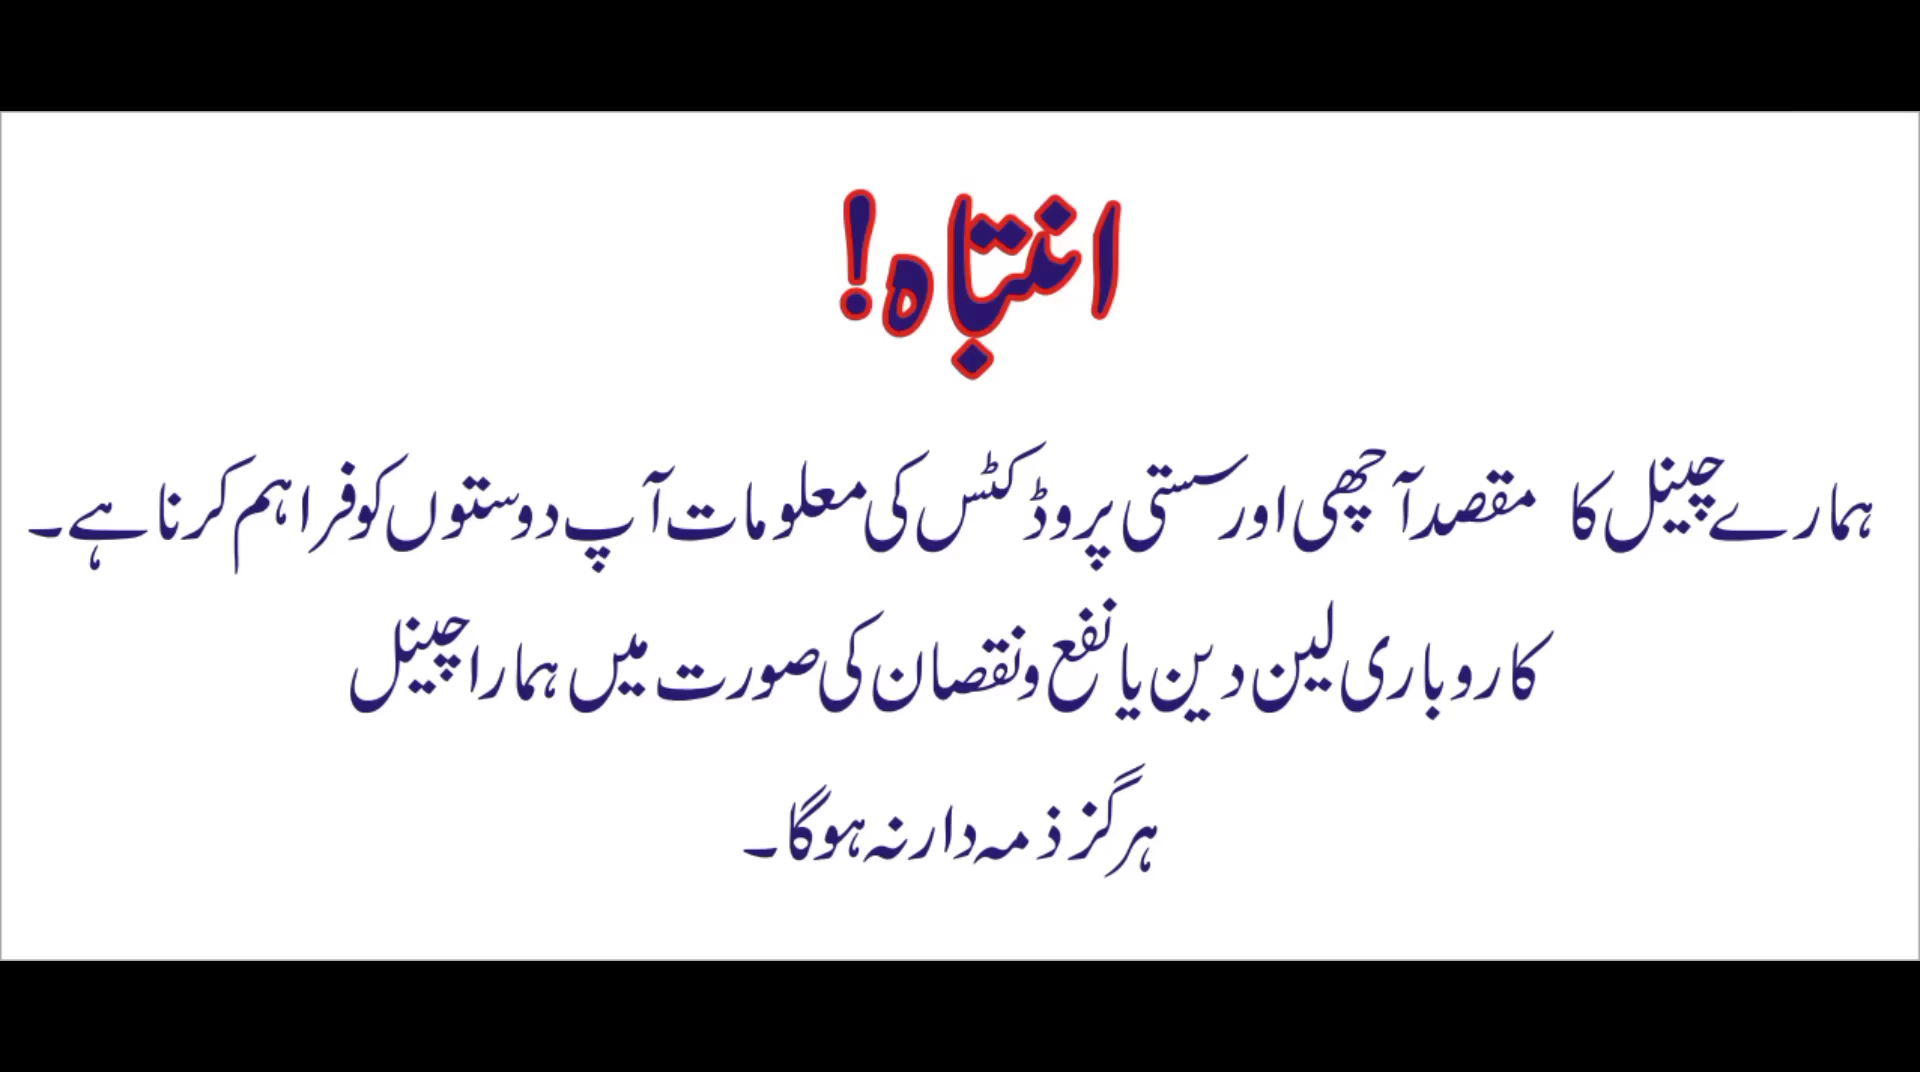 انتباہ!
ہمارے چینل کا مقصد آچھی اور سستی پروڈکٹس کی معلومات آپ دوستوں کو فراہم کرنا ہے۔
کاروباری لین دین یا نفع و نقصان کی صورت میں ہمارا چینل
ہرگز ذمہ دار نہ ہوگا۔